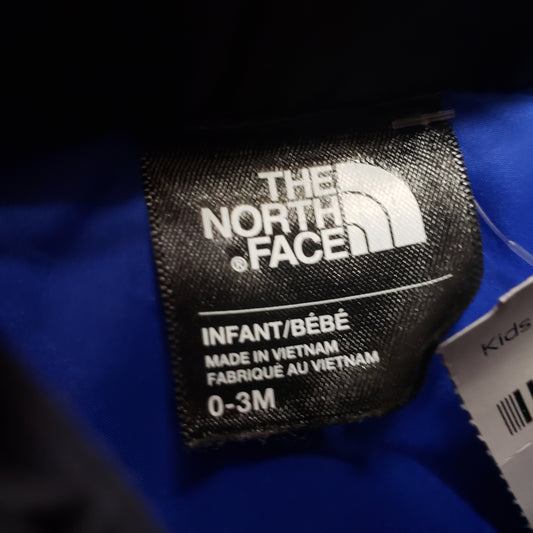 THE
NORTH
®FACE
INFANT/BÉBÉ
MADE IN VIETNAM
FABRIQUÉ AU VIETNAM
0-3M
Kids